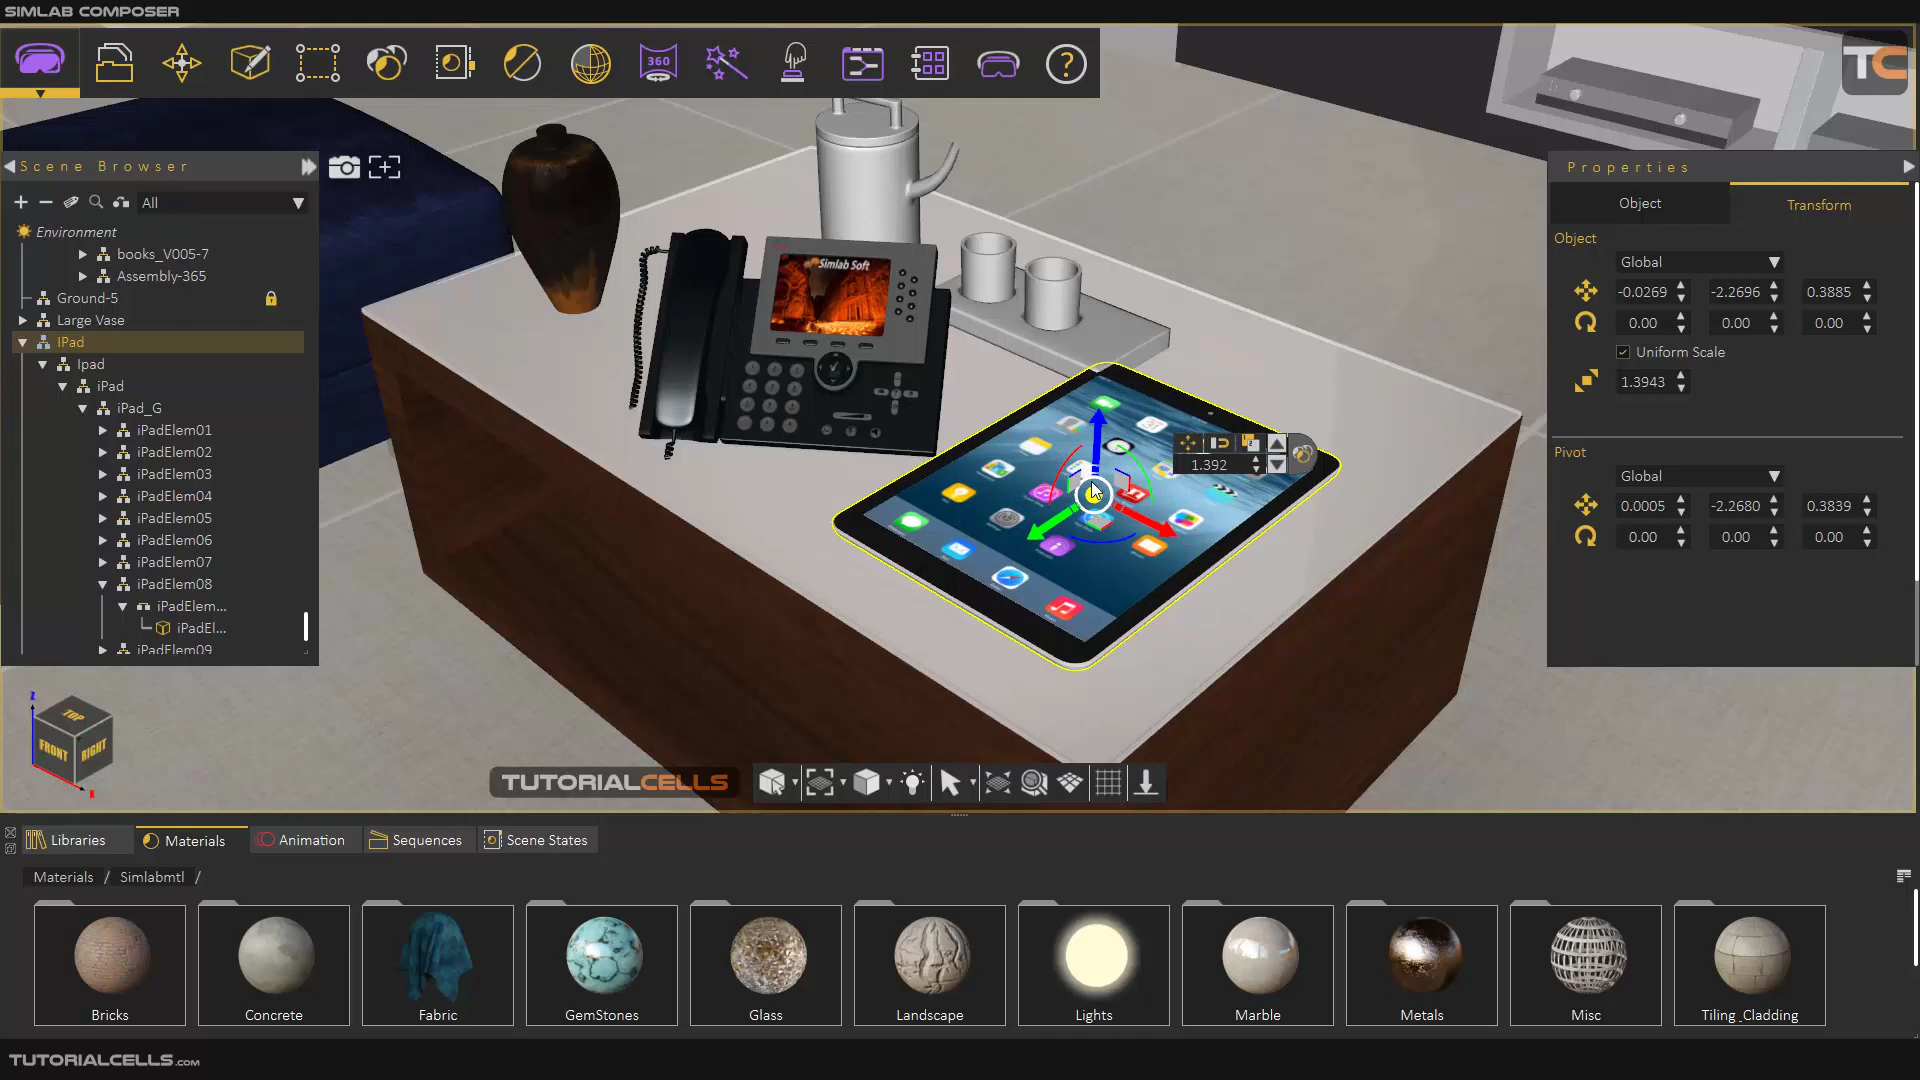 SIMLAB COMPOSER
360
TC
Scene Browser
All
Environment
books_V005-7
Assembly-365
Ground-5
Large Vase
IPad
Ipad
iPad
iPad_G
iPadElem01
iPadElem02
iPadElem03
iPadElem04
iPadElem05
iPadElem06
iPadElem07
iPadElem08
iPadElem...
iPadEl...
iPadElem09
Simlab Soft
1.392
Properties
Object
Transform
Object
Global
-0.0269 -2.2696 0.3885
0.00 0.00 0.00
Uniform Scale
1.3943
Pivot
Global
0.0005 -2.2680 0.3839
0.00 0.00 0.00
Z
TOP
FRONT
RIGHT
X
TUTORIALCELLS
Libraries
Materials
Animation
Sequences
Scene States
Materials / Simlabmtl /
Bricks
Concrete
Fabric
GemStones
Glass
Landscape
Lights
Marble
Metals
Misc
Tiling_Cladding
TUTORIALCELLS.COM